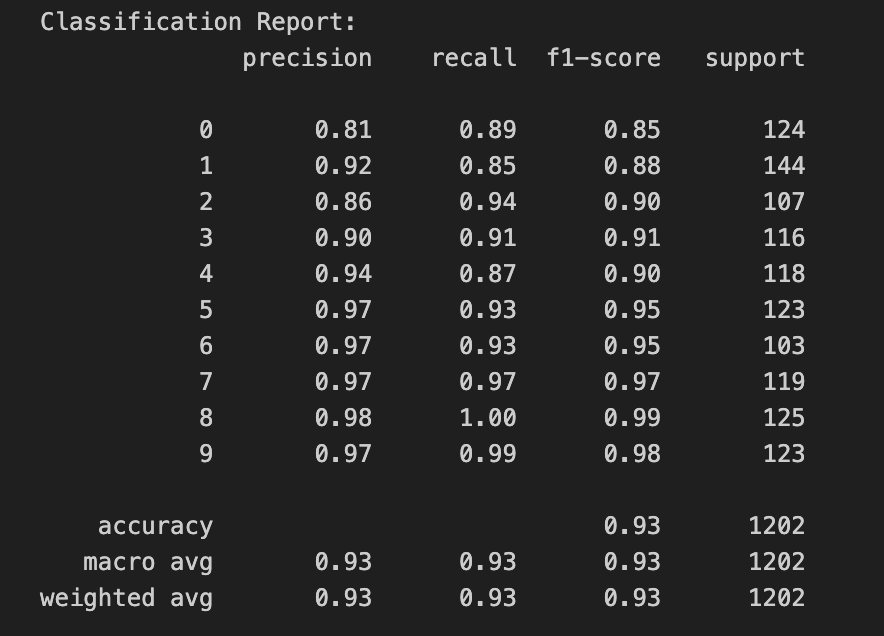 Classification Report:
precision recall f1-score support
0 0.81 0.89 0.85 124
1 0.92 0.85 0.88 144
2 0.86 0.94 0.90 107
3 0.90 0.91 0.91 116
4 0.94 0.87 0.90 118
5 0.97 0.93 0.95 123
6 0.97 0.93 0.95 103
7 0.97 0.97 0.97 119
8 0.98 1.00 0.99 125
9 0.97 0.99 0.98 123
accuracy 0.93 1202
macro avg 0.93 0.93 0.93 1202
weighted avg 0.93 0.93 0.93 1202